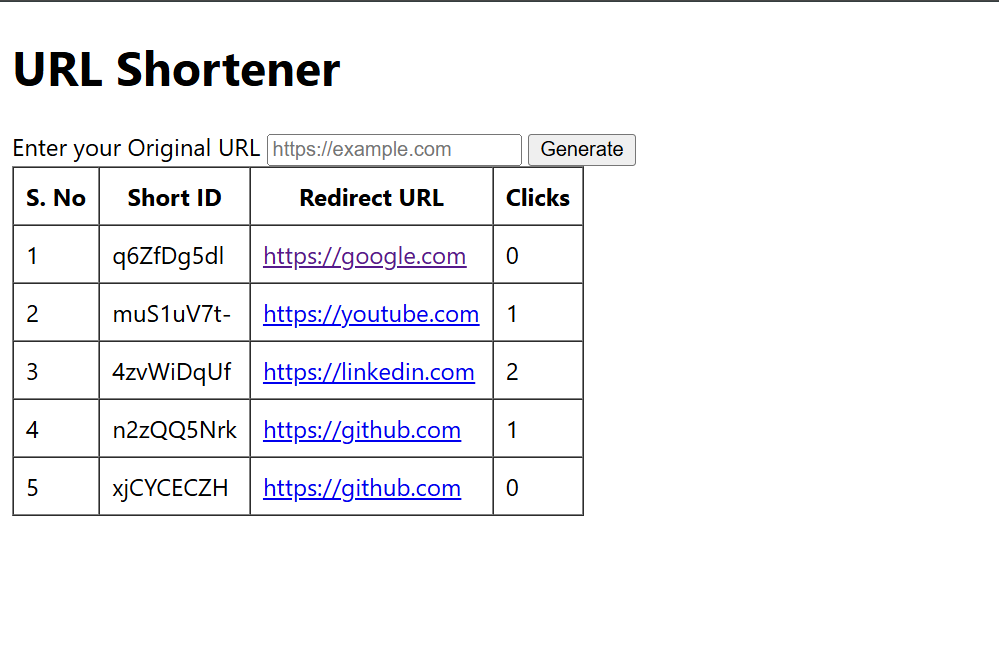 URL Shortener
Enter your Original URL https://example.com Generate
S. No Short ID Redirect URL Clicks
1 q6ZfDg5dl https://google.com 0
2 muS1uV7t- https://youtube.com 1
3 4zvWiDqUf https://linkedin.com 2
4 n2zQQ5Nrk https://github.com 1
5 xjCYCECZH https://github.com 0